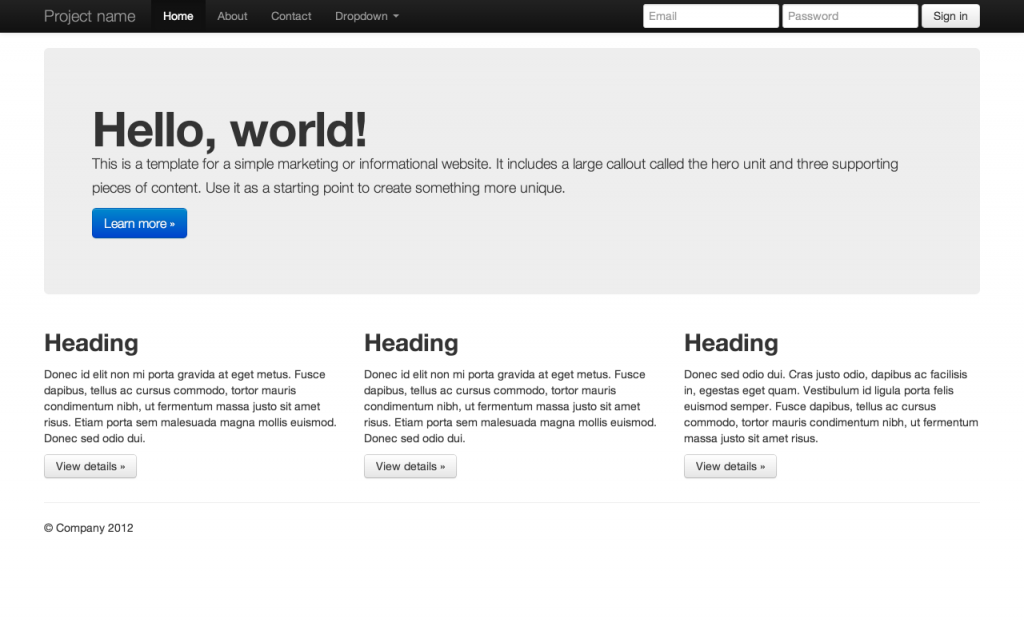 Project name Home About Contact Dropdown Email Password Sign in
Hello, world!
This is a template for a simple marketing or informational website. It includes a large callout called the hero unit and three supporting
pieces of content. Use it as a starting point to create something more unique.
Learn more »
Heading
Donec id elit non mi porta gravida at eget metus. Fusce
dapibus, tellus ac cursus commodo, tortor mauris
condimentum nibh, ut fermentum massa justo sit amet
risus. Etiam porta sem malesuada magna mollis euismod.
Donec sed odio dui.
View details »
Heading
Donec id elit non mi porta gravida at eget metus. Fusce
dapibus, tellus ac cursus commodo, tortor mauris
condimentum nibh, ut fermentum massa justo sit amet
risus. Etiam porta sem malesuada magna mollis euismod.
Donec sed odio dui.
View details »
Heading
Donec sed odio dui. Cras justo odio, dapibus ac facilisis
in, egestas eget quam. Vestibulum id ligula porta felis
euismod semper. Fusce dapibus, tellus ac cursus
commodo, tortor mauris condimentum nibh, ut fermentum
massa justo sit amet risus.
View details »
© Company 2012